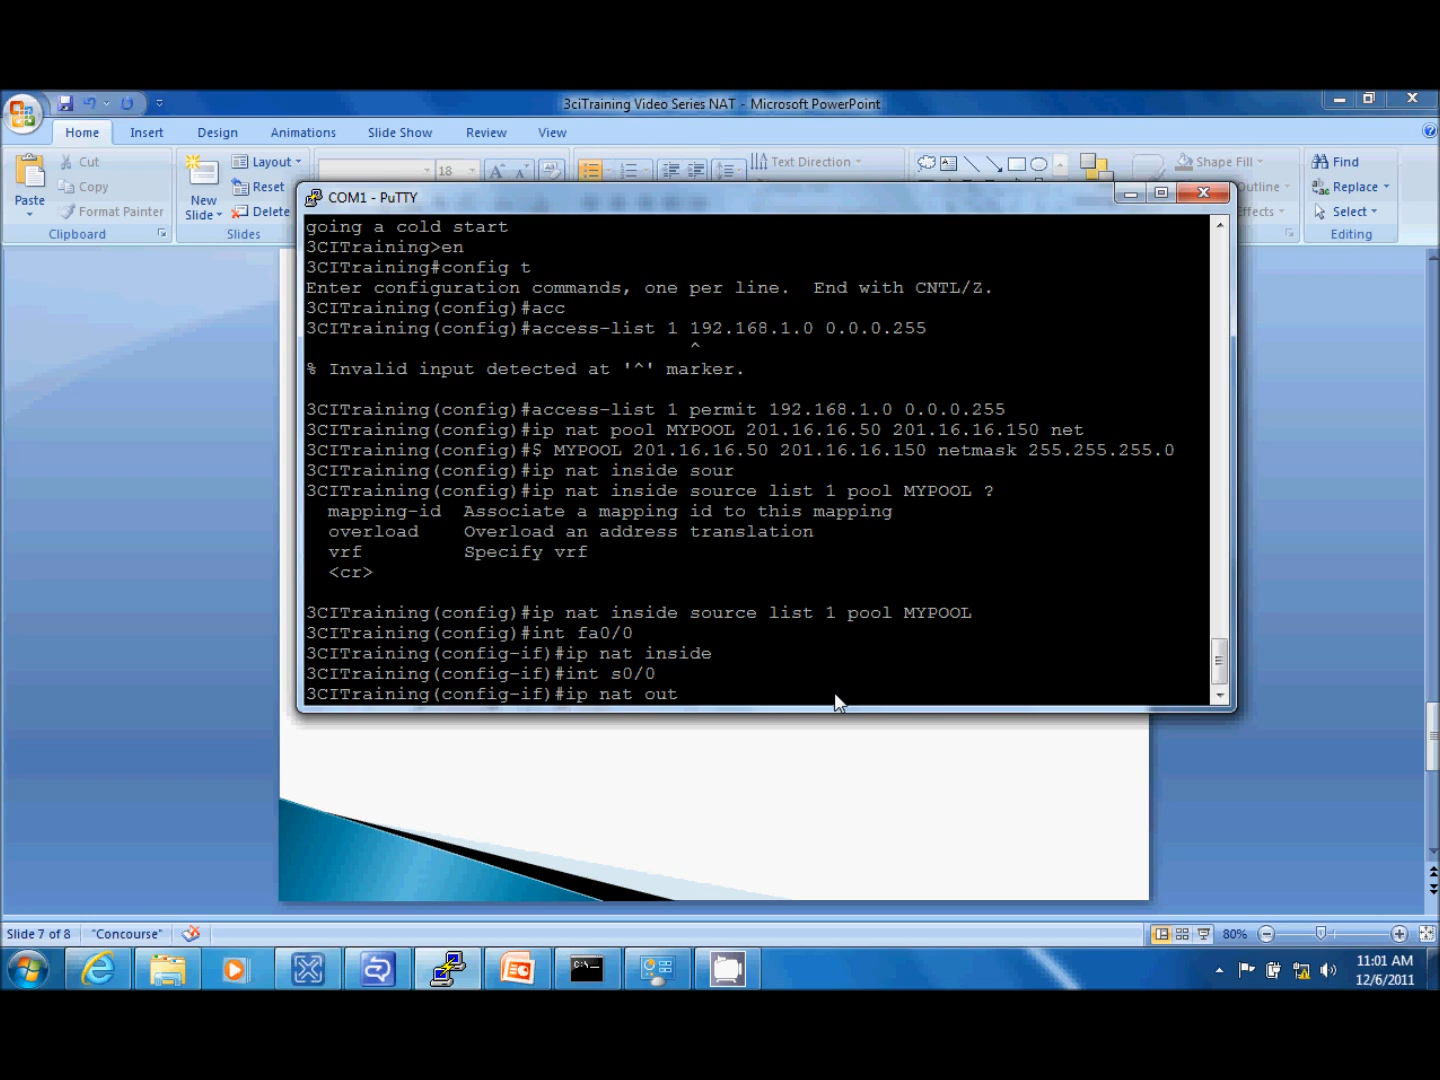 3ciTraining Video Series NAT - Microsoft PowerPoint
Home Insert Design Animations Slide Show Review View
Cut Layout 18 Text Direction Shape Fill Find
Copy Reset Outline Replace
Paste Format Painter New Slide Delete Effects Select
Clipboard Slides Editing
COM1 - PuTTY
going a cold start
3CITraining>en
3CITraining#config t
Enter configuration commands, one per line.  End with CNTL/Z.
3CITraining(config)#acc
3CITraining(config)#access-list 1 192.168.1.0 0.0.0.255
^
% Invalid input detected at '^' marker.
3CITraining(config)#access-list 1 permit 192.168.1.0 0.0.0.255
3CITraining(config)#ip nat pool MYPOOL 201.16.16.50 201.16.16.150 net
3CITraining(config)#$ MYPOOL 201.16.16.50 201.16.16.150 netmask 255.255.255.0
3CITraining(config)#ip nat inside sour
3CITraining(config)#ip nat inside source list 1 pool MYPOOL ?
mapping-id  Associate a mapping id to this mapping
overload    Overload an address translation
vrf         Specify vrf
<cr>
3CITraining(config)#ip nat inside source list 1 pool MYPOOL
3CITraining(config)#int fa0/0
3CITraining(config-if)#ip nat inside
3CITraining(config-if)#int s0/0
3CITraining(config-if)#ip nat out
Slide 7 of 8 "Concourse" 80%
C:\_
11:01 AM
12/6/2011